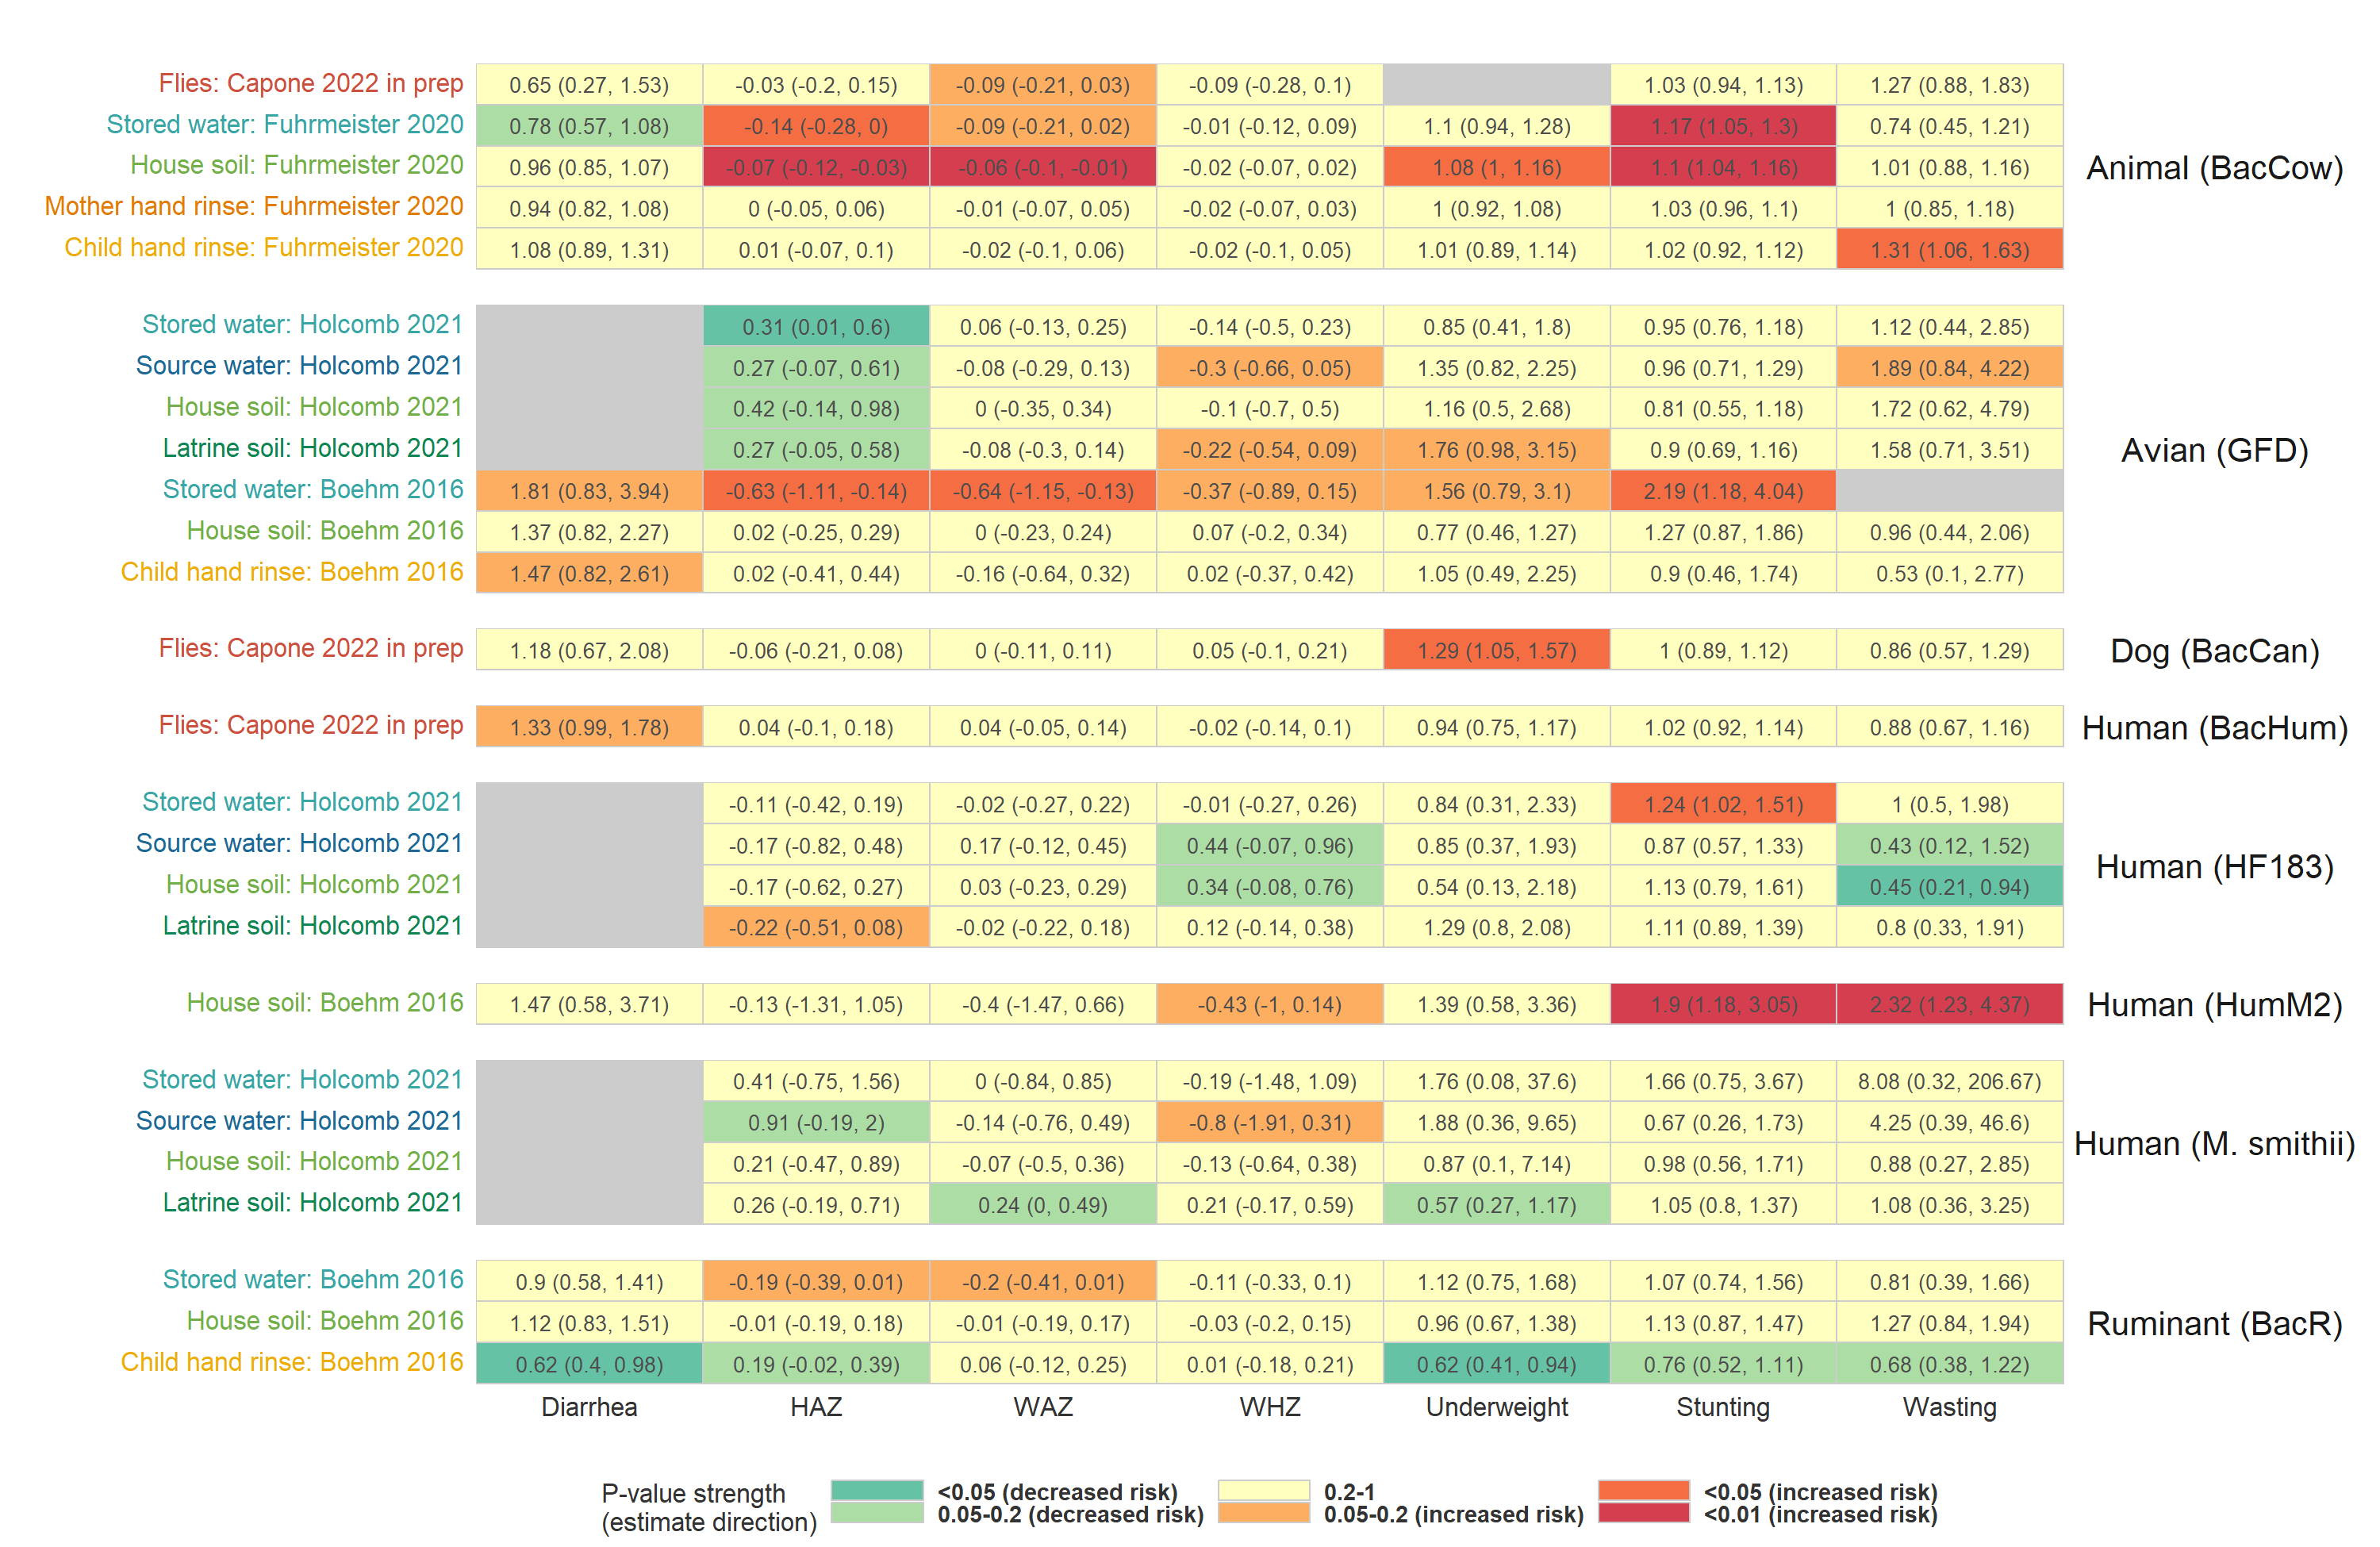 Flies: Capone 2022 in prep 0.65 (0.27, 1.53) -0.03 (-0.2, 0.15) -0.09 (-0.21, 0.03) -0.09 (-0.28, 0.1) 1.03 (0.94, 1.13) 1.27 (0.88, 1.83)
Stored water: Fuhrmeister 2020 0.78 (0.57, 1.08) -0.14 (-0.28, 0) -0.09 (-0.21, 0.02) -0.01 (-0.12, 0.09) 1.1 (0.94, 1.28) 1.17 (1.05, 1.3) 0.74 (0.45, 1.21)
House soil: Fuhrmeister 2020 0.96 (0.85, 1.07) -0.07 (-0.12, -0.03) -0.06 (-0.1, -0.01) -0.02 (-0.07, 0.02) 1.08 (1, 1.16) 1.1 (1.04, 1.16) 1.01 (0.88, 1.16) Animal (BacCow)
Mother hand rinse: Fuhrmeister 2020 0.94 (0.82, 1.08) 0 (-0.05, 0.06) -0.01 (-0.07, 0.05) -0.02 (-0.07, 0.03) 1 (0.92, 1.08) 1.03 (0.96, 1.1) 1 (0.85, 1.18)
Child hand rinse: Fuhrmeister 2020 1.08 (0.89, 1.31) 0.01 (-0.07, 0.1) -0.02 (-0.1, 0.06) -0.02 (-0.1, 0.05) 1.01 (0.89, 1.14) 1.02 (0.92, 1.12) 1.31 (1.06, 1.63)
Stored water: Holcomb 2021 0.31 (0.01, 0.6) 0.06 (-0.13, 0.25) -0.14 (-0.5, 0.23) 0.85 (0.41, 1.8) 0.95 (0.76, 1.18) 1.12 (0.44, 2.85)
Source water: Holcomb 2021 0.27 (-0.07, 0.61) -0.08 (-0.29, 0.13) -0.3 (-0.66, 0.05) 1.35 (0.82, 2.25) 0.96 (0.71, 1.29) 1.89 (0.84, 4.22)
House soil: Holcomb 2021 0.42 (-0.14, 0.98) 0 (-0.35, 0.34) -0.1 (-0.7, 0.5) 1.16 (0.5, 2.68) 0.81 (0.55, 1.18) 1.72 (0.62, 4.79)
Latrine soil: Holcomb 2021 0.27 (-0.05, 0.58) -0.08 (-0.3, 0.14) -0.22 (-0.54, 0.09) 1.76 (0.98, 3.15) 0.9 (0.69, 1.16) 1.58 (0.71, 3.51) Avian (GFD)
Stored water: Boehm 2016 1.81 (0.83, 3.94) -0.63 (-1.11, -0.14) -0.64 (-1.15, -0.13) -0.37 (-0.89, 0.15) 1.56 (0.79, 3.1) 2.19 (1.18, 4.04)
House soil: Boehm 2016 1.37 (0.82, 2.27) 0.02 (-0.25, 0.29) 0 (-0.23, 0.24) 0.07 (-0.2, 0.34) 0.77 (0.46, 1.27) 1.27 (0.87, 1.86) 0.96 (0.44, 2.06)
Child hand rinse: Boehm 2016 1.47 (0.82, 2.61) 0.02 (-0.41, 0.44) -0.16 (-0.64, 0.32) 0.02 (-0.37, 0.42) 1.05 (0.49, 2.25) 0.9 (0.46, 1.74) 0.53 (0.1, 2.77)
Flies: Capone 2022 in prep 1.18 (0.67, 2.08) -0.06 (-0.21, 0.08) 0 (-0.11, 0.11) 0.05 (-0.1, 0.21) 1.29 (1.05, 1.57) 1 (0.89, 1.12) 0.86 (0.57, 1.29) Dog (BacCan)
Flies: Capone 2022 in prep 1.33 (0.99, 1.78) 0.04 (-0.1, 0.18) 0.04 (-0.05, 0.14) -0.02 (-0.14, 0.1) 0.94 (0.75, 1.17) 1.02 (0.92, 1.14) 0.88 (0.67, 1.16) Human (BacHum)
Stored water: Holcomb 2021 -0.11 (-0.42, 0.19) -0.02 (-0.27, 0.22) -0.01 (-0.27, 0.26) 0.84 (0.31, 2.33) 1.24 (1.02, 1.51) 1 (0.5, 1.98)
Source water: Holcomb 2021 -0.17 (-0.82, 0.48) 0.17 (-0.12, 0.45) 0.44 (-0.07, 0.96) 0.85 (0.37, 1.93) 0.87 (0.57, 1.33) 0.43 (0.12, 1.52)
House soil: Holcomb 2021 -0.17 (-0.62, 0.27) 0.03 (-0.23, 0.29) 0.34 (-0.08, 0.76) 0.54 (0.13, 2.18) 1.13 (0.79, 1.61) 0.45 (0.21, 0.94) Human (HF183)
Latrine soil: Holcomb 2021 -0.22 (-0.51, 0.08) -0.02 (-0.22, 0.18) 0.12 (-0.14, 0.38) 1.29 (0.8, 2.08) 1.11 (0.89, 1.39) 0.8 (0.33, 1.91)
House soil: Boehm 2016 1.47 (0.58, 3.71) -0.13 (-1.31, 1.05) -0.4 (-1.47, 0.66) -0.43 (-1, 0.14) 1.39 (0.58, 3.36) 1.9 (1.18, 3.05) 2.32 (1.23, 4.37) Human (HumM2)
Stored water: Holcomb 2021 0.41 (-0.75, 1.56) 0 (-0.84, 0.85) -0.19 (-1.48, 1.09) 1.76 (0.08, 37.6) 1.66 (0.75, 3.67) 8.08 (0.32, 206.67)
Source water: Holcomb 2021 0.91 (-0.19, 2) -0.14 (-0.76, 0.49) -0.8 (-1.91, 0.31) 1.88 (0.36, 9.65) 0.67 (0.26, 1.73) 4.25 (0.39, 46.6)
House soil: Holcomb 2021 0.21 (-0.47, 0.89) -0.07 (-0.5, 0.36) -0.13 (-0.64, 0.38) 0.87 (0.1, 7.14) 0.98 (0.56, 1.71) 0.88 (0.27, 2.85) Human (M. smithii)
Latrine soil: Holcomb 2021 0.26 (-0.19, 0.71) 0.24 (0, 0.49) 0.21 (-0.17, 0.59) 0.57 (0.27, 1.17) 1.05 (0.8, 1.37) 1.08 (0.36, 3.25)
Stored water: Boehm 2016 0.9 (0.58, 1.41) -0.19 (-0.39, 0.01) -0.2 (-0.41, 0.01) -0.11 (-0.33, 0.1) 1.12 (0.75, 1.68) 1.07 (0.74, 1.56) 0.81 (0.39, 1.66)
House soil: Boehm 2016 1.12 (0.83, 1.51) -0.01 (-0.19, 0.18) -0.01 (-0.19, 0.17) -0.03 (-0.2, 0.15) 0.96 (0.67, 1.38) 1.13 (0.87, 1.47) 1.27 (0.84, 1.94) Ruminant (BacR)
Child hand rinse: Boehm 2016 0.62 (0.4, 0.98) 0.19 (-0.02, 0.39) 0.06 (-0.12, 0.25) 0.01 (-0.18, 0.21) 0.62 (0.41, 0.94) 0.76 (0.52, 1.11) 0.68 (0.38, 1.22)
Diarrhea HAZ WAZ WHZ Underweight Stunting Wasting
P-value strength <0.05 (decreased risk) 0.2-1 <0.05 (increased risk)
(estimate direction) 0.05-0.2 (decreased risk) 0.05-0.2 (increased risk) <0.01 (increased risk)